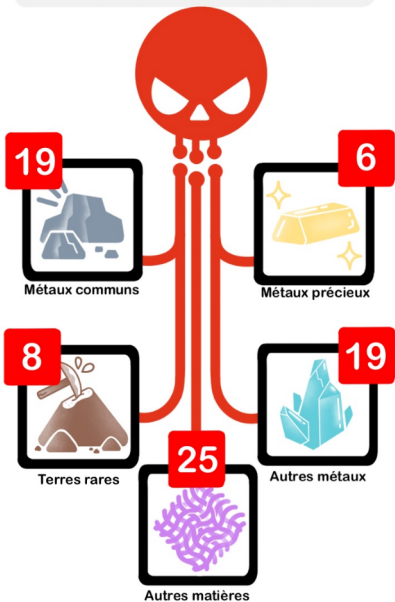 19
6
Métaux communs
Métaux précieux
8
19
Terres rares
Autres métaux
25
Autres matières